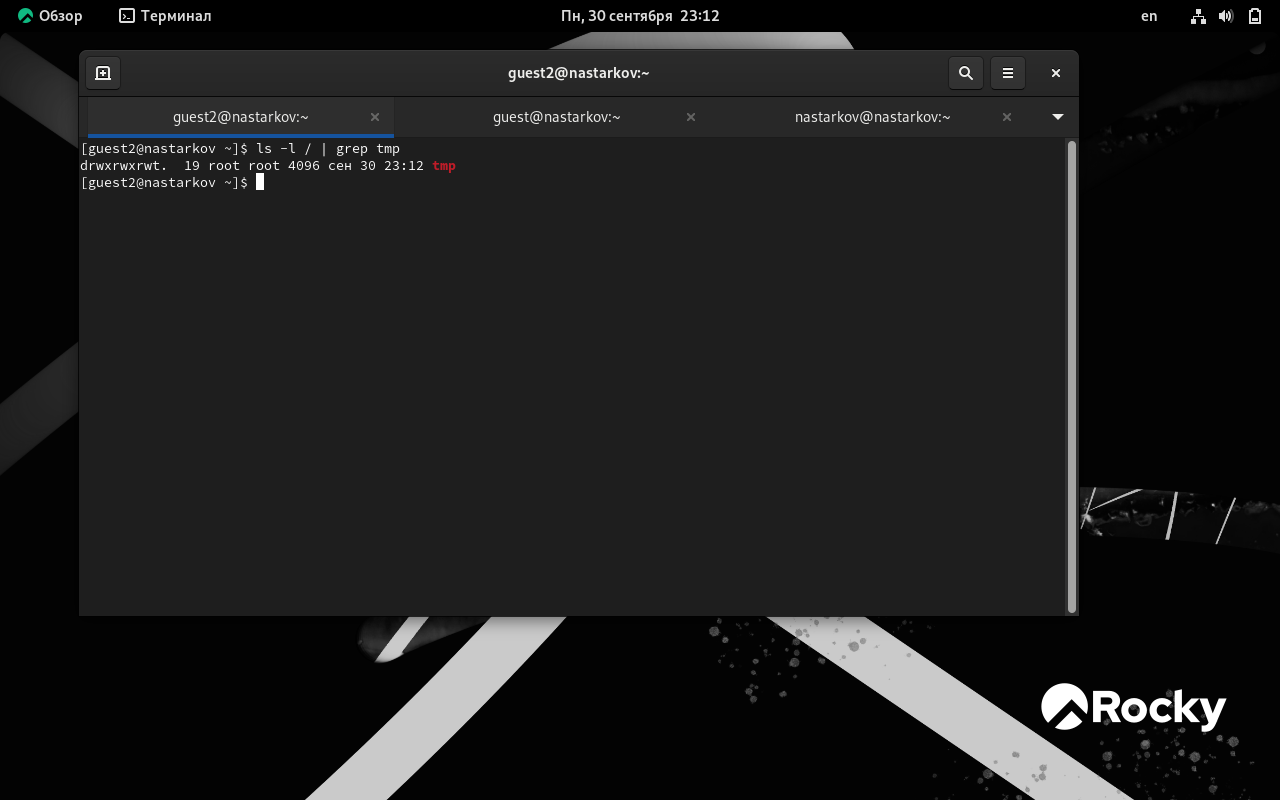 Обзор Терминал Пн, 30 сентября 23:12 en
guest2@nastarkov:~
guest2@nastarkov:~ guest@nastarkov:~ nastarkov@nastarkov:~
[guest2@nastarkov ~]$ ls -l / | grep tmp
drwxrwxrwt. 19 root root 4096 сен 30 23:12 tmp
[guest2@nastarkov ~]$
Rocky